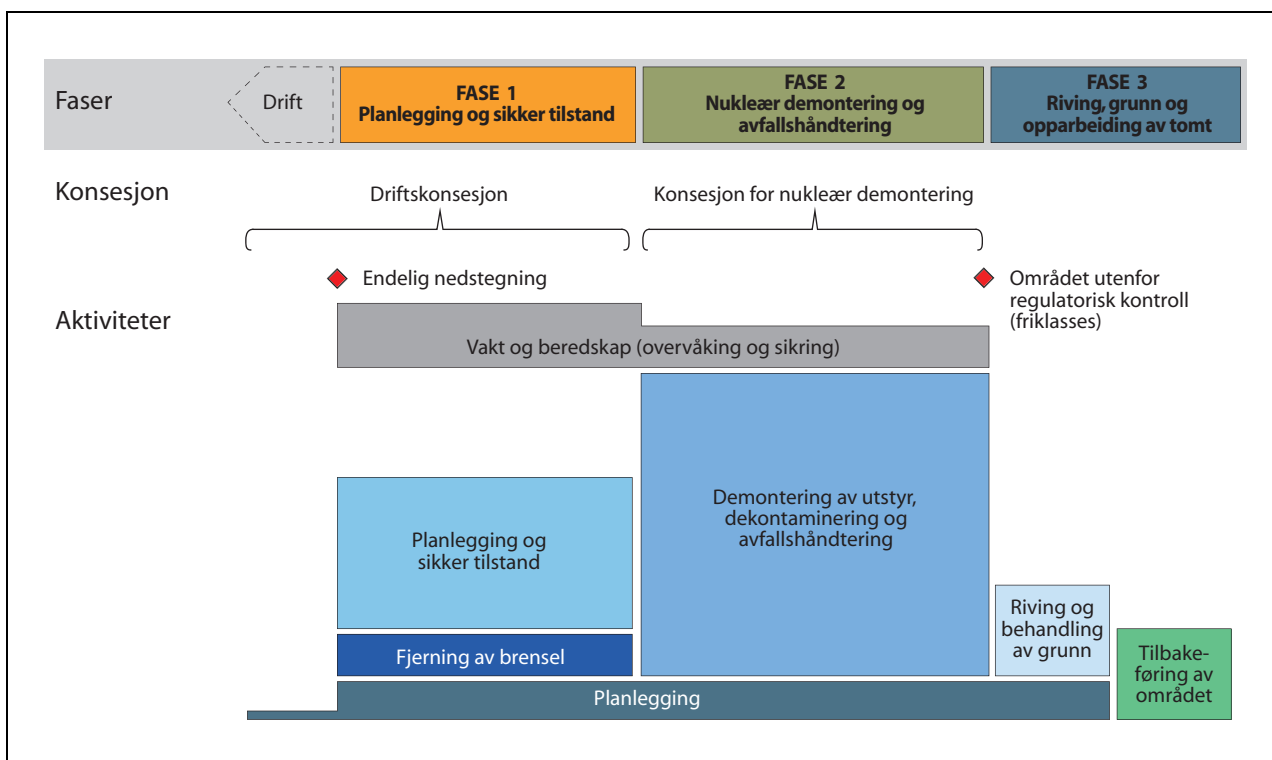 Faser
Drift
FASE 1
Planlegging og sikker tilstand
FASE 2
Nukleær demontering og
avfallshåndtering
FASE 3
Riving, grunn og
opparbeiding av tomt
Konsesjon
Driftskonsesjon
Konsesjon for nukleær demontering
Endelig nedstegning
Området utenfor
regulatorisk kontroll
(friklasses)
Aktiviteter
Vakt og beredskap (overvåking og sikring)
Planlegging og
sikker tilstand
Demontering av utstyr,
dekontaminering og
avfallshåndtering
Fjerning av brensel
Riving og
behandling
av grunn
Tilbake-
føring av
området
Planlegging